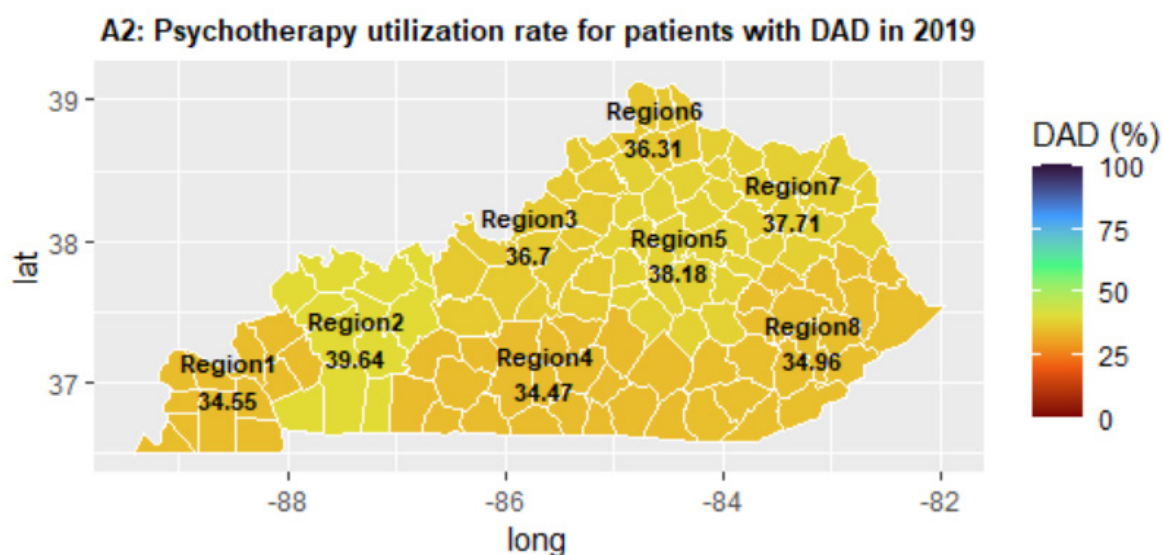 A2: Psychotherapy utilization rate for patients with DAD in 2019
39
38
37
lat
Region6
36.31
Region7
37.71
Region3
36.7
Region5
38.18
Region2
39.64
Region8
34.96
Region1
34.55
Region4
34.47
-88
-86
-84
-82
long
DAD (%)
100
75
50
25
0